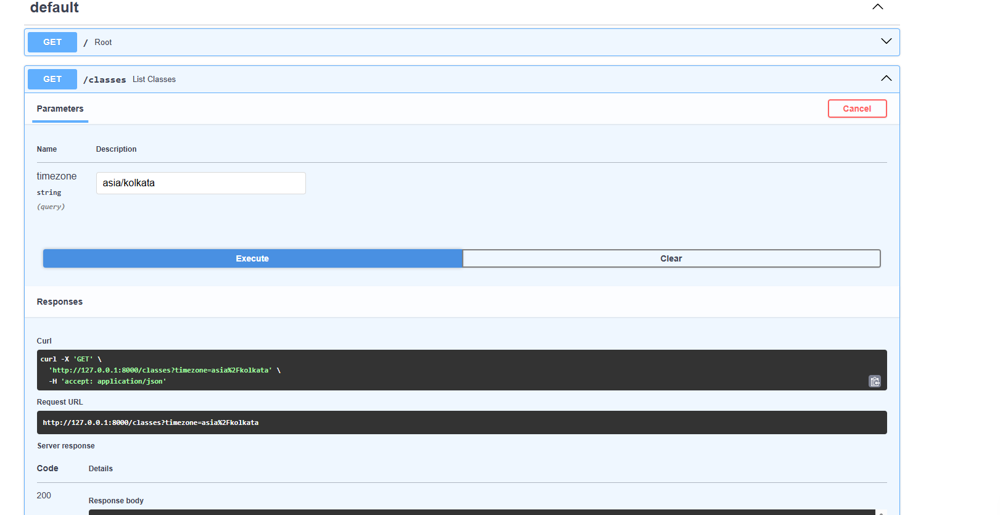 default
GET / Root
GET /classes List Classes
Parameters Cancel
Name Description
timezone asia/kolkata
string
(query)
Execute Clear
Responses
Curl
curl -X 'GET' \
'http://127.0.0.1:8000/classes?timezone=asia%2Fkolkata' \
-H 'accept: application/json'
Request URL
http://127.0.0.1:8000/classes?timezone=asia%2Fkolkata
Server response
Code Details
200
Response body